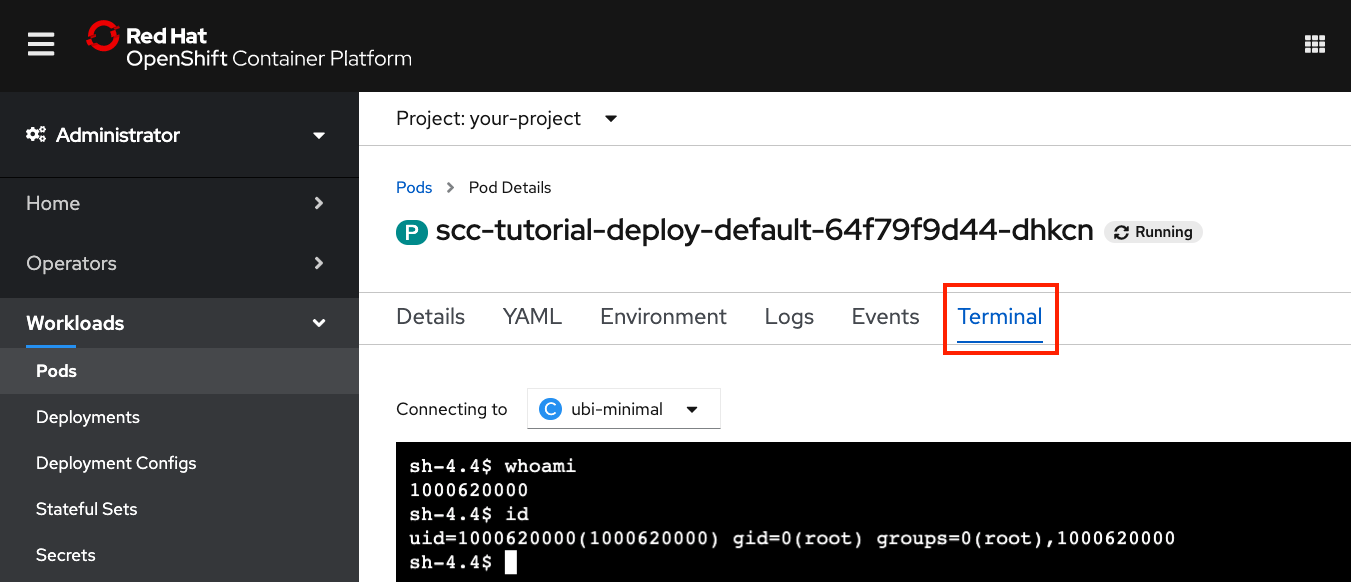 Red Hat
OpenShift Container Platform
Administrator
Home
Operators
Workloads
Pods
Deployments
Deployment Configs
Stateful Sets
Secrets
Project: your-project
Pods > Pod Details
P scc-tutorial-deploy-default-64f79f9d44-dhkcn Running
Details YAML Environment Logs Events Terminal
Connecting to C ubi-minimal
sh-4.4$ whoami
1000620000
sh-4.4$ id
uid=1000620000(1000620000) gid=0(root) groups=0(root),1000620000
sh-4.4$